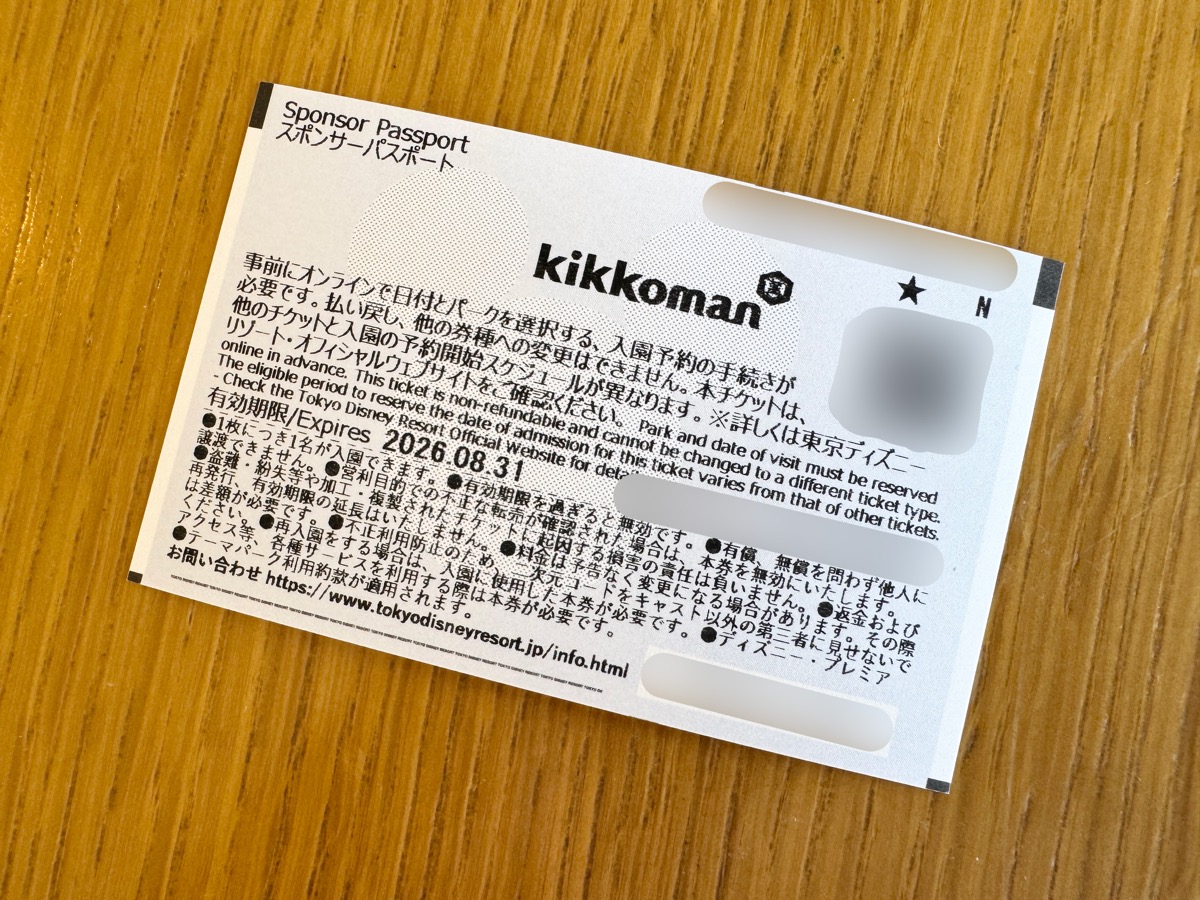 Sponsor Passport
スポンサーパスポート
kikkoman
★
N
事前にオンラインで日付とパークを選択する、入園予約の手続きが
必要です。払い戻し、他の券種への変更はできません。本チケットは、
他のチケットと入園の予約開始スケジュールが異なります。※詳しくは東京ディズニー
リゾート・オフィシャルウェブサイトをご確認ください。 Park and date of visit must be reserved
online in advance. This ticket is non-refundable and cannot be changed to a different ticket type.
The eligible period to reserve the date of admission for this ticket varies from that of other tickets.
- Check the Tokyo Disney Resort Official Website for
有効期限/Expires 2026.08.31
●1枚につき1名が入園できます。●有効期限を過ぎると無効です。●有償、無償を問わず他人に
譲渡できません。●営利目的での不正な転売が確認された場合は、本券を無効にいたします。
●盗難・紛失等や加工・複製されたチケットに起因する損害の責任は負いません。●返金および
再発行、有効期限の延長はいたしません。●料金は予告なく変更になる場合があります。その際
は差額が必要です。●不正利用防止のため、二次元コードをキャスト以外の第三者に見せないで
ください。●再入園をする場合は、入園に使用した本券が必要です。●ディズニー・プレミア
アクセス等、各種サービスを利用する際は本券が必要です。
●テーマパーク利用約款が適用されます。
お問い合わせ https://www.tokyodisneyresort.jp/info.html